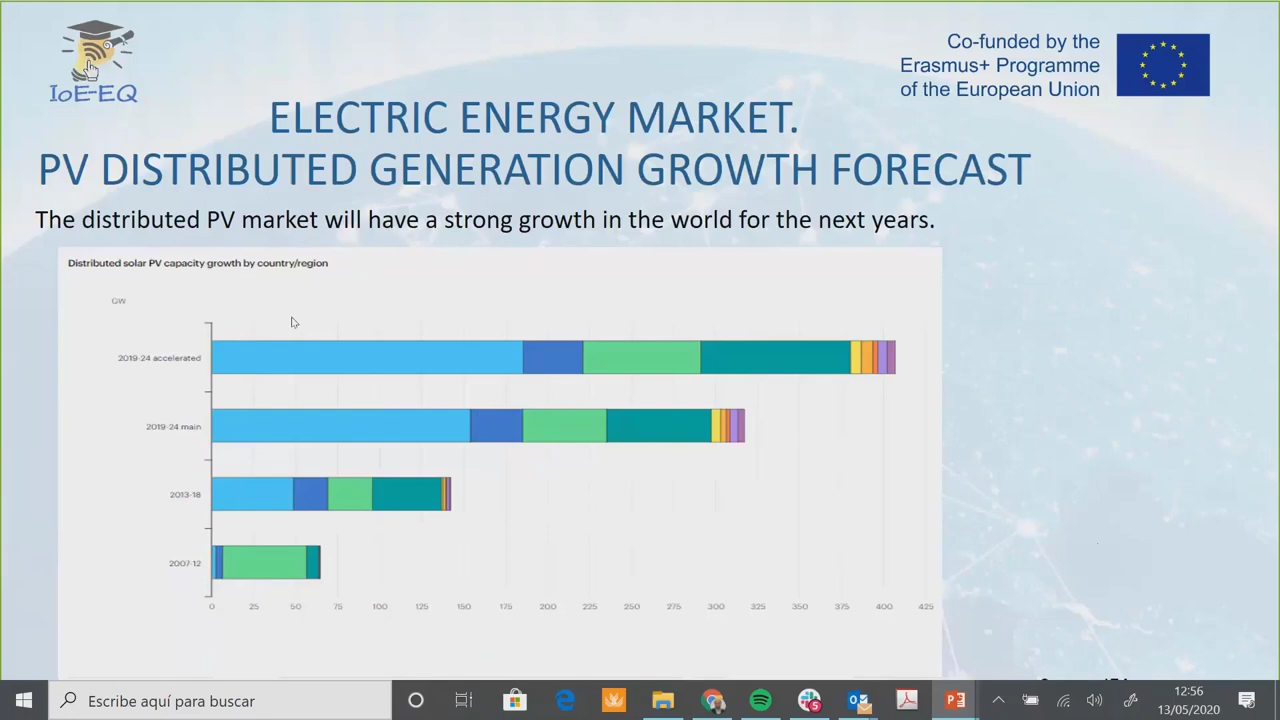 IoE-EQ
Co-funded by the
Erasmus+ Programme
of the European Union
ELECTRIC ENERGY MARKET.
PV DISTRIBUTED GENERATION GROWTH FORECAST
The distributed PV market will have a strong growth in the world for the next years.
Distributed solar PV capacity growth by country/region
GW
2019-24 accelerated
2019-24 main
2013-18
2007-12
0 25 50 75 100 125 150 175 200 225 250 275 300 325 350 375 400 425
Escribe aquí para buscar
5
12:56
13/05/2020